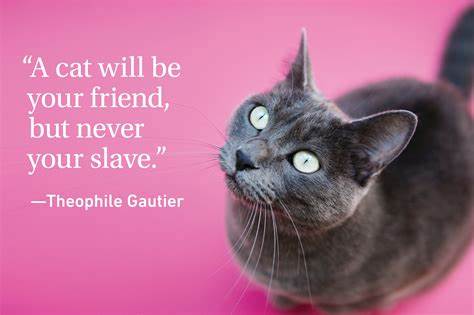 “A cat will be
your friend,
but never
your slave.”
—Theophile Gautier